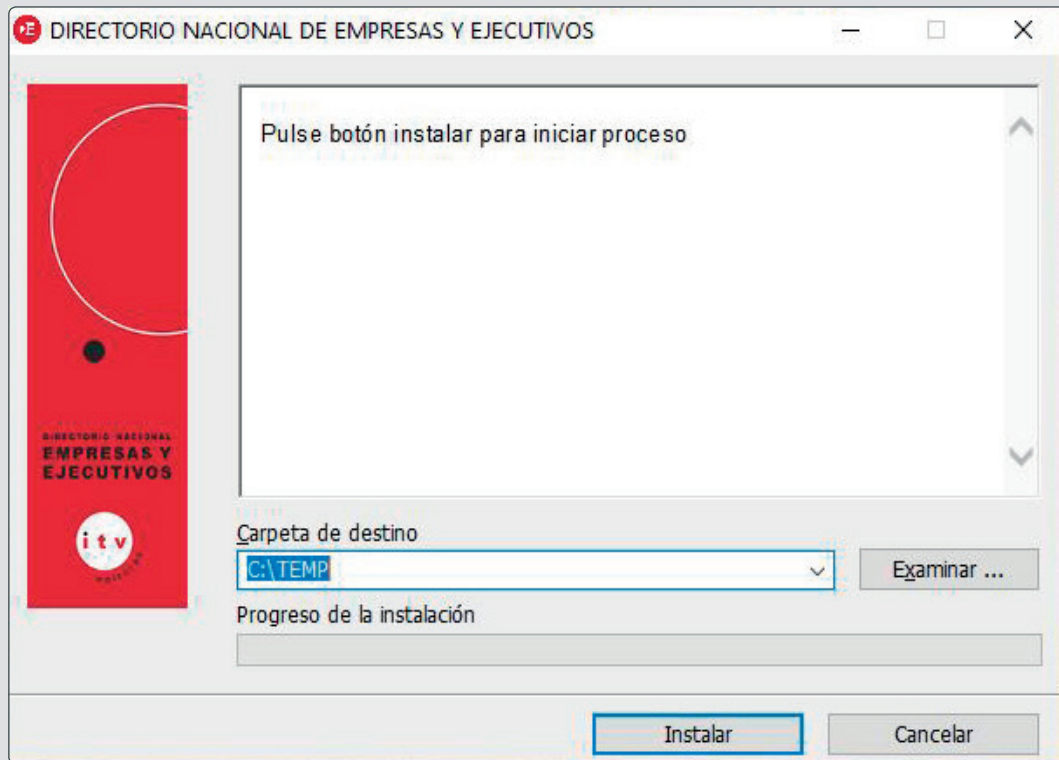 DIRECTORIO NACIONAL DE EMPRESAS Y EJECUTIVOS
Pulse botón instalar para iniciar proceso
DIRECTORIO NACIONAL
EMPRESAS Y
EJECUTIVOS
itv
Carpeta de destino
C:\TEMP
Examinar ...
Progreso de la instalación
Instalar
Cancelar